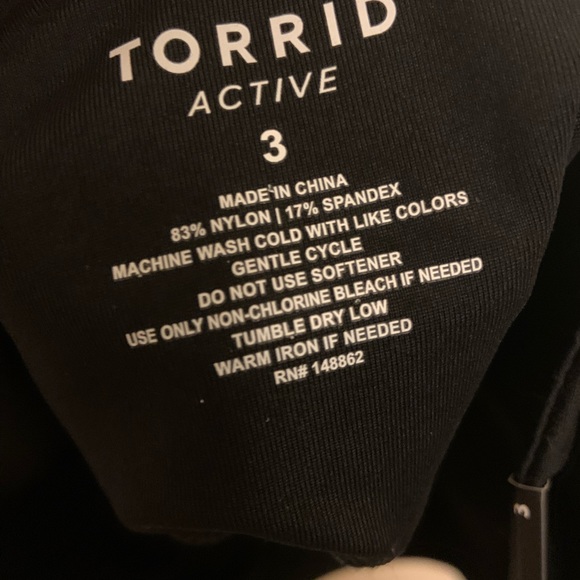 TORRID
ACTIVE
3
MADE IN CHINA
83% NYLON | 17% SPANDEX
MACHINE WASH COLD WITH LIKE COLORS
GENTLE CYCLE
DO NOT USE SOFTENER
USE ONLY NON-CHLORINE BLEACH IF NEEDED
TUMBLE DRY LOW
WARM IRON IF NEEDED
RN# 148862